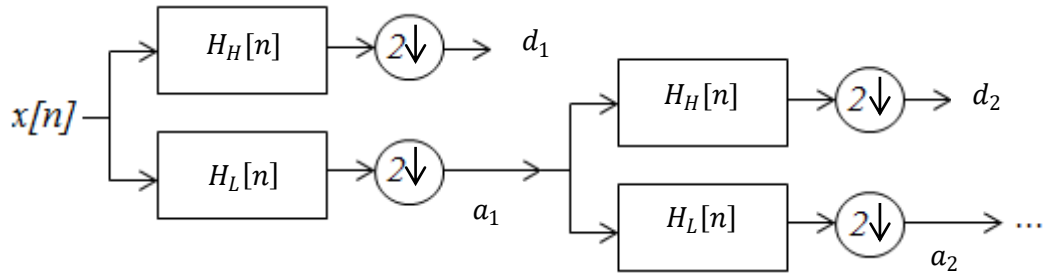 H_H[n]
2↓
d_1
x[n]
H_L[n]
2↓
a_1
H_H[n]
2↓
d_2
H_L[n]
2↓
a_2
...